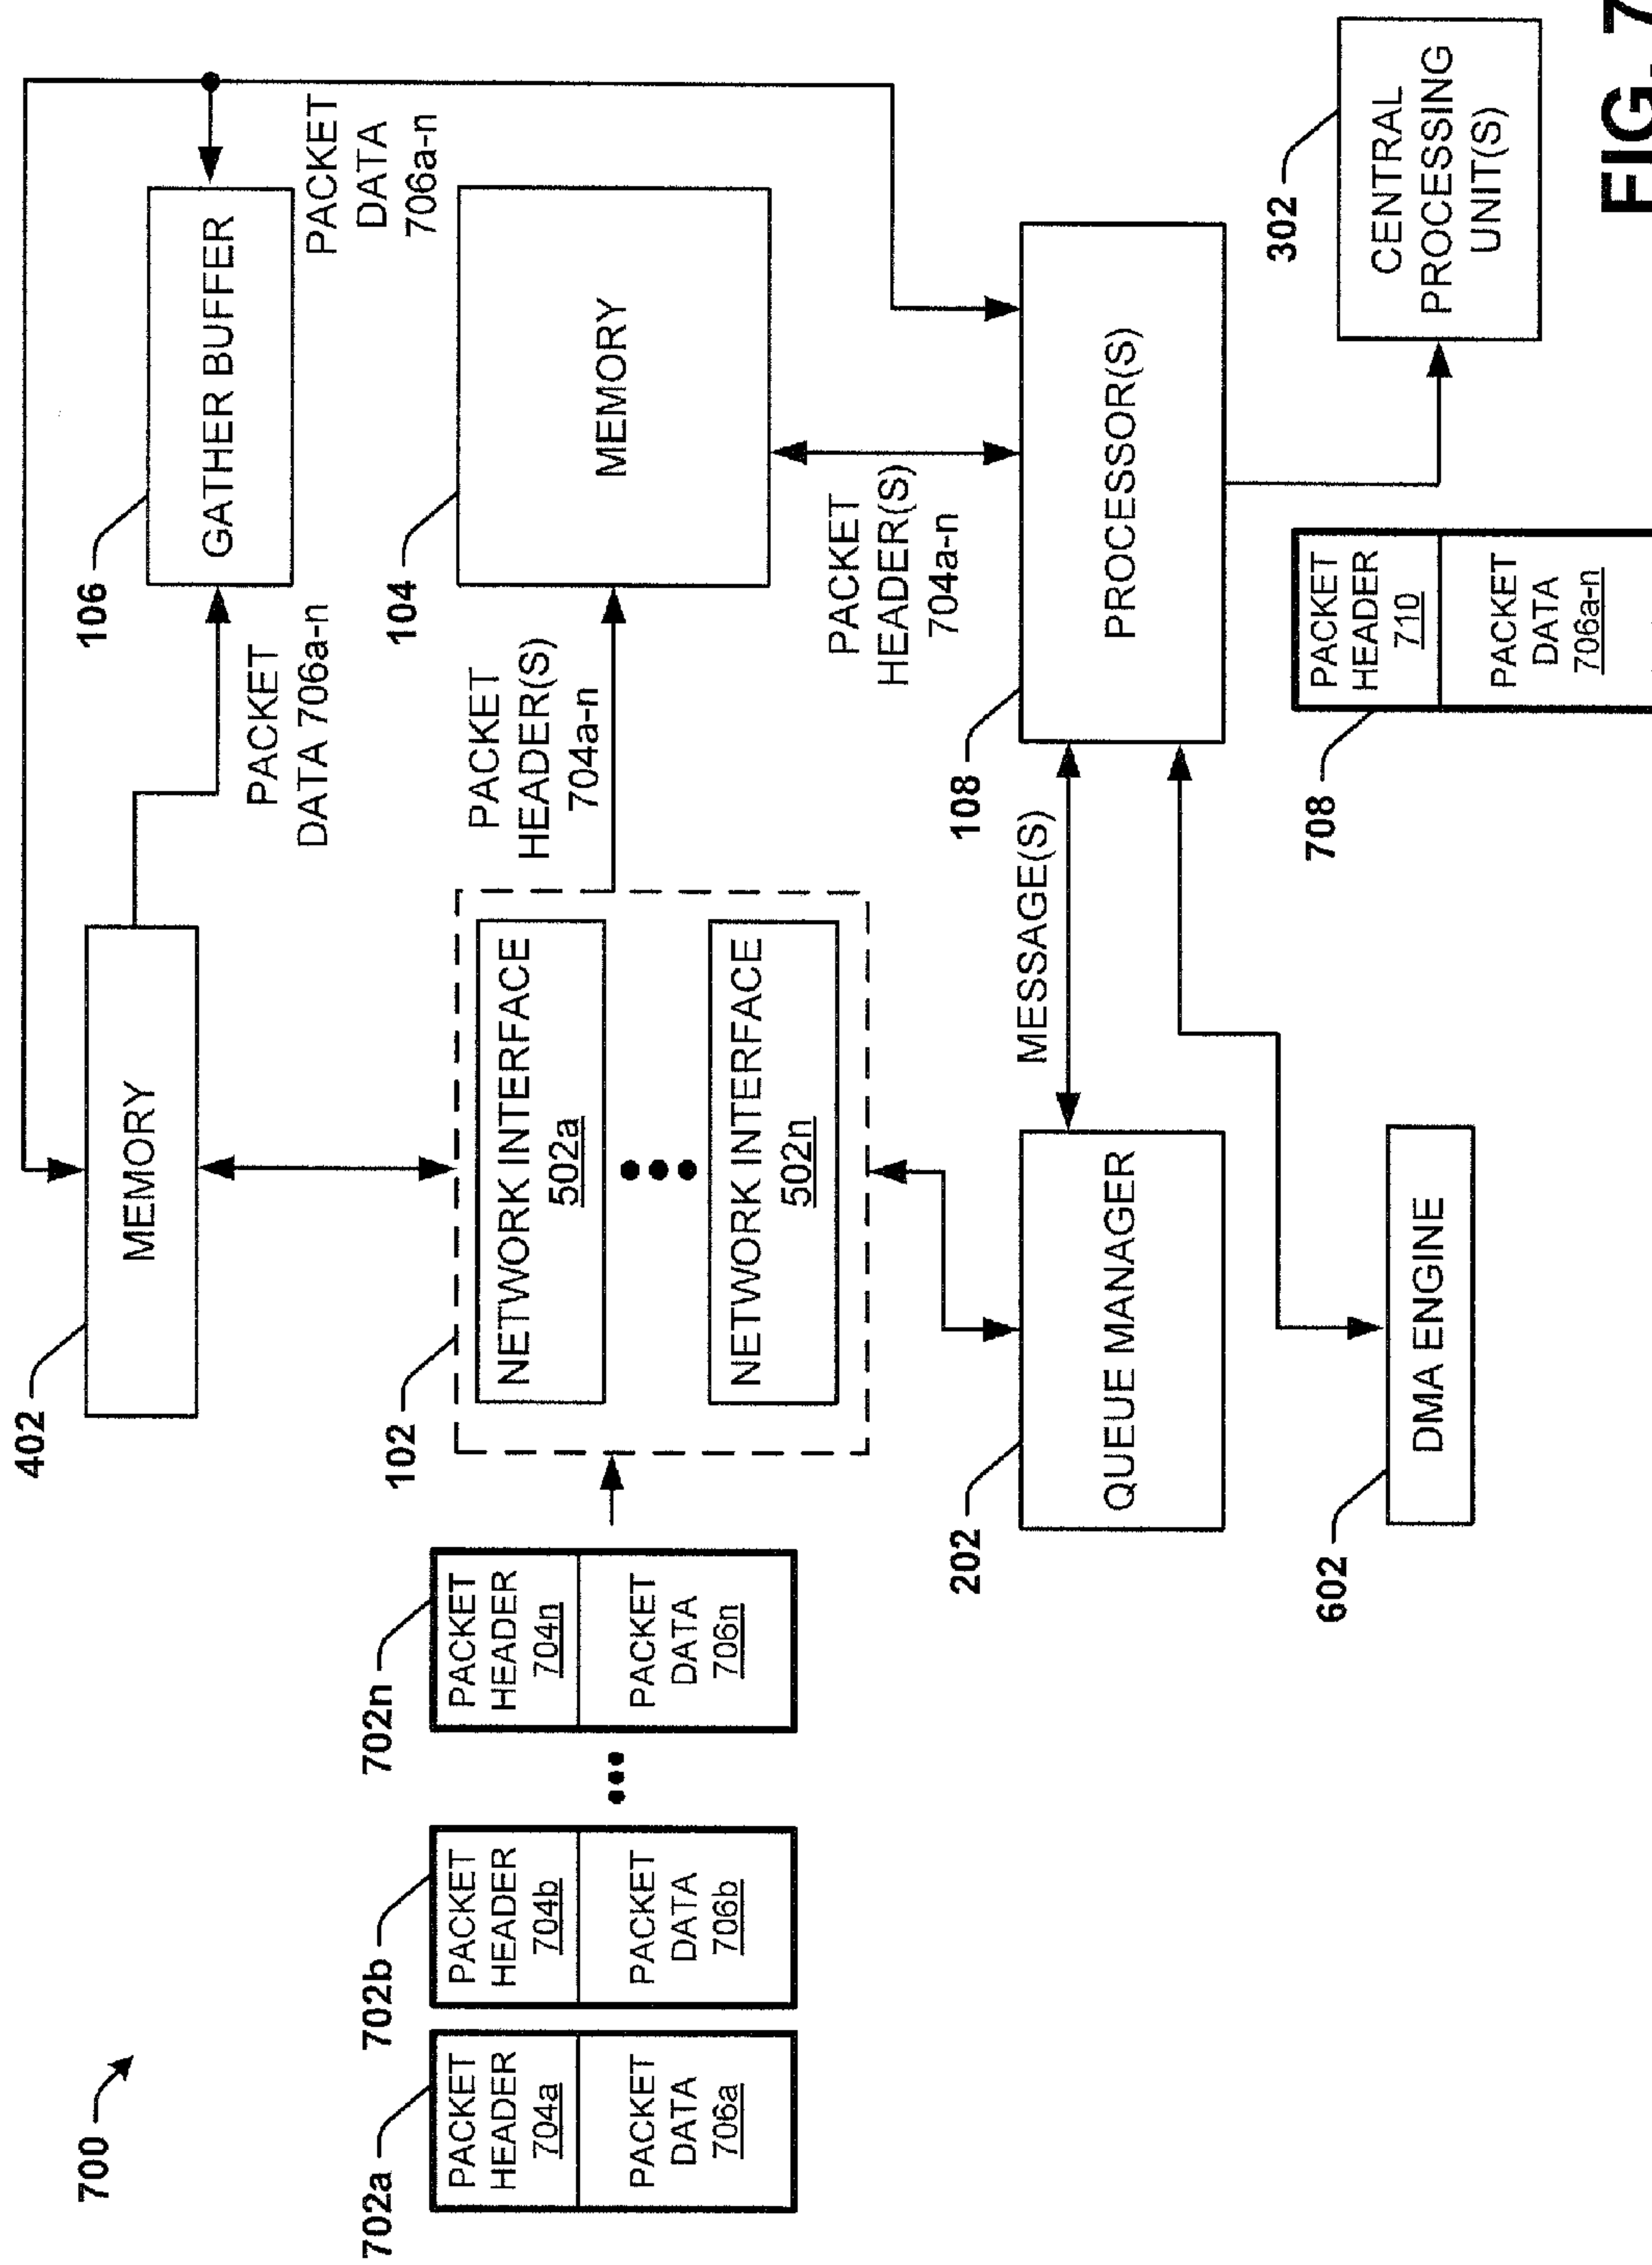 700
402
MEMORY
106
GATHER BUFFER
PACKET
DATA 706a-n
PACKET
DATA
706a-n
702a
PACKET
HEADER
704a
PACKET
DATA
706a
702b
PACKET
HEADER
704b
PACKET
DATA
706b
702n
PACKET
HEADER
704n
PACKET
DATA
706n
102
NETWORK INTERFACE
502a
NETWORK INTERFACE
502n
PACKET
HEADER(S)
704a-n
104
MEMORY
PACKET
HEADER(S)
704a-n
202
QUEUE MANAGER
MESSAGE(S)
108
PROCESSOR(S)
602
DMA ENGINE
708
PACKET
HEADER
710
PACKET
DATA
706a-n
302
CENTRAL
PROCESSING
UNIT(S)
FIG. 7